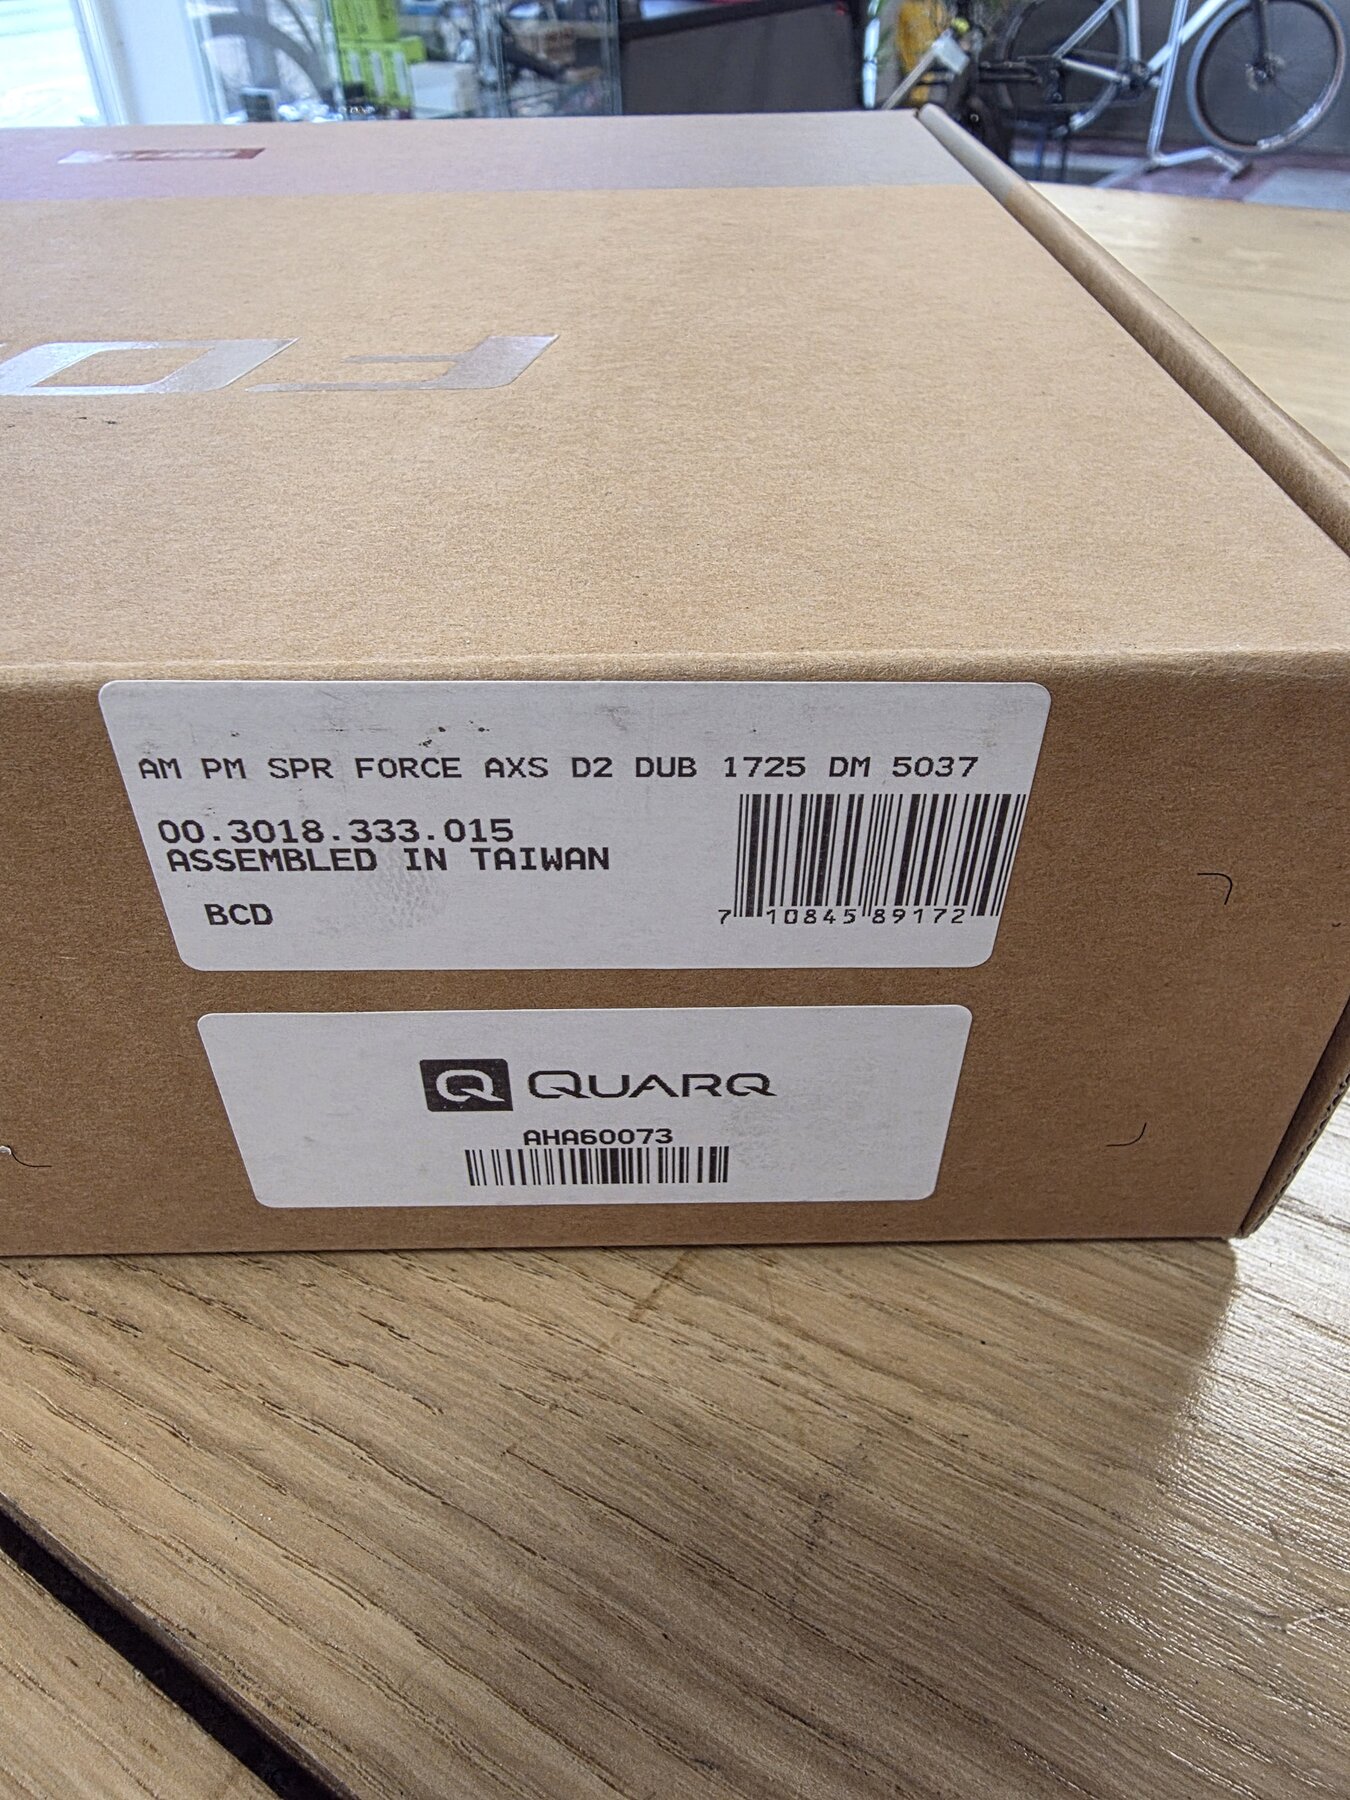 FO
AM PM SPR FORCE AXS D2 DUB 1725 DM 5037
00.3018.333.015
ASSEMBLED IN TAIWAN
BCD
7 10845 89172
Q QUARQ
AHA60073